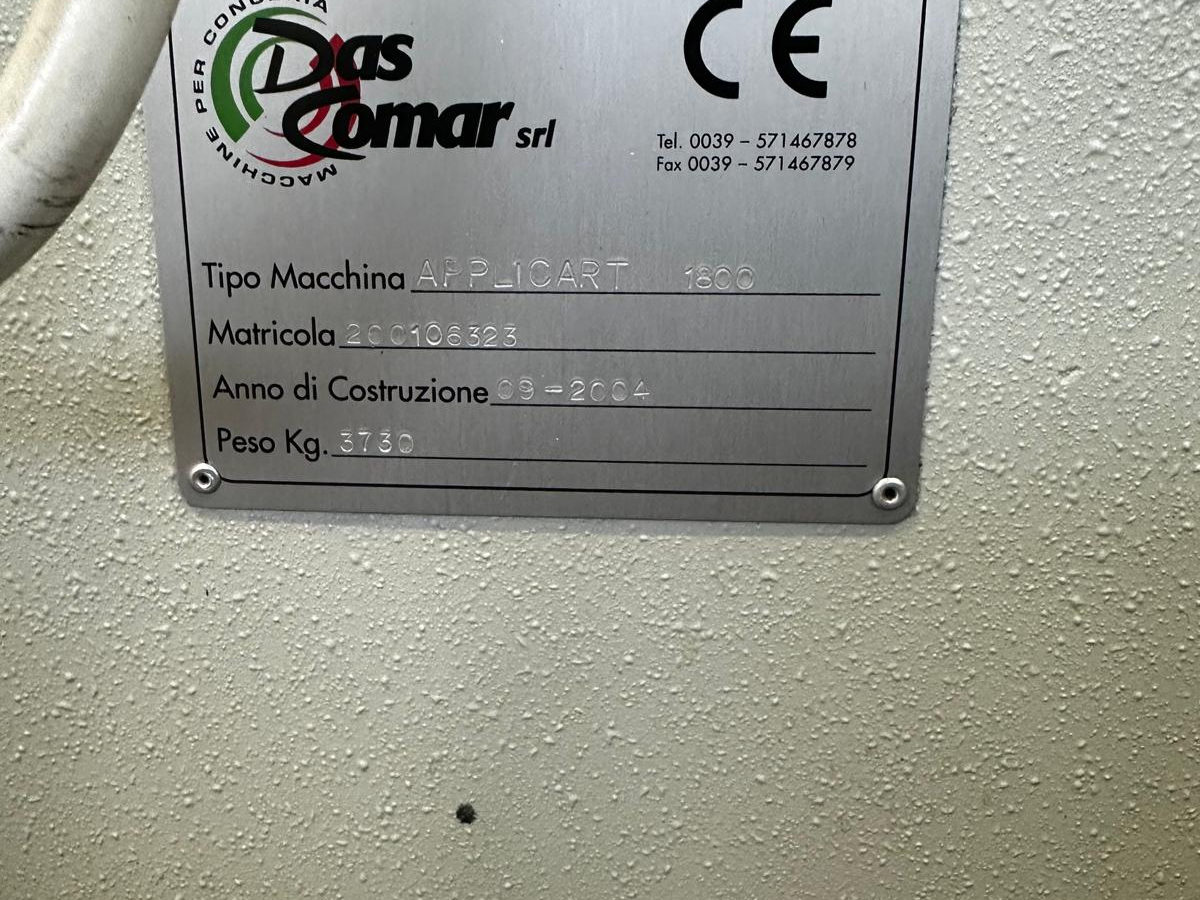 MACCHINE PER CONCERIA
Das
Comar srl
CE
Tel. 0039 – 571467878
Fax 0039 – 571467879
Tipo Macchina APPLICART 1800
Matricola 200106323
Anno di Costruzione 09-2004
Peso Kg. 3730